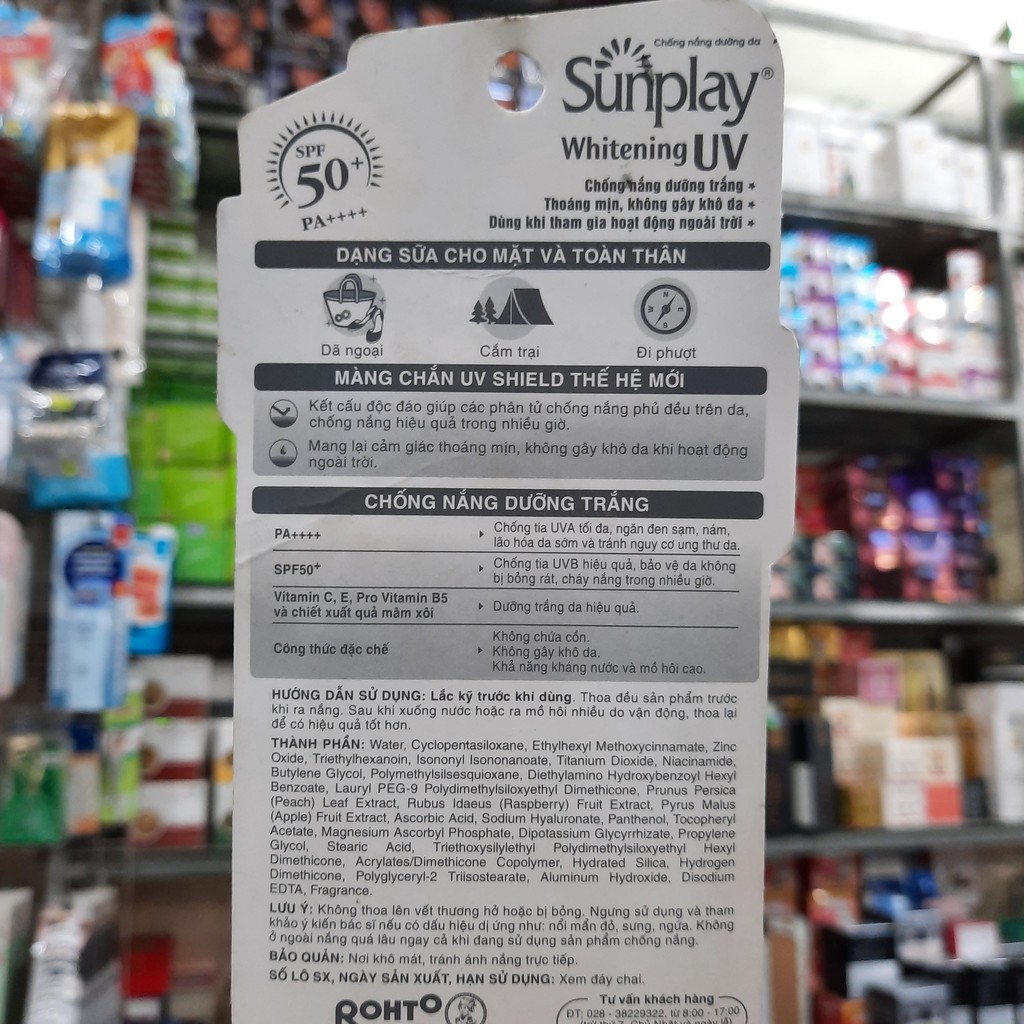 Chống nắng dưỡng da
Sunplay®
Whitening UV
SPF
50+
PA++++
Chống nắng dưỡng trắng
Thoáng mịn, không gây khô da
Dùng khi tham gia hoạt động ngoài trời
DẠNG SỮA CHO MẶT VÀ TOÀN THÂN
Dã ngoại
Cắm trại
Đi phượt
MÀNG CHẮN UV SHIELD THẾ HỆ MỚI
Kết cấu độc đáo giúp các phân tử chống nắng phủ đều trên da,
chống nắng hiệu quả trong nhiều giờ.
Mang lại cảm giác thoáng mịn, không gây khô da khi hoạt động
ngoài trời.
CHỐNG NẮNG DƯỠNG TRẮNG
PA++++
Chống tia UVA tối đa, ngăn đen sạm, nám,
lão hóa da sớm và tránh nguy cơ ung thư da.
SPF50+
Chống tia UVB hiệu quả, bảo vệ da không
bị bỏng rát, cháy nắng trong nhiều giờ.
Vitamin C, E, Pro Vitamin B5
và chiết xuất quả mâm xôi
Dưỡng trắng da hiệu quả.
Công thức đặc chế
Không chứa cồn.
Không gây khô da.
Khả năng kháng nước và mồ hôi cao.
HƯỚNG DẪN SỬ DỤNG: Lắc kỹ trước khi dùng. Thoa đều sản phẩm trước
khi ra nắng. Sau khi xuống nước hoặc ra mồ hôi nhiều do vận động, thoa lại
để có hiệu quả tốt hơn.
THÀNH PHẦN: Water, Cyclopentasiloxane, Ethylhexyl Methoxycinnamate, Zinc
Oxide, Triethylhexanoin, Isononyl Isononanoate, Titanium Dioxide, Niacinamide,
Butylene Glycol, Polymethylsilsesquioxane, Diethylamino Hydroxybenzoyl Hexyl
Benzoate, Lauryl PEG-9 Polydimethylsiloxyethyl Dimethicone, Prunus Persica
(Peach) Leaf Extract, Rubus Idaeus (Raspberry) Fruit Extract, Pyrus Malus
(Apple) Fruit Extract, Ascorbic Acid, Sodium Hyaluronate, Panthenol, Tocopheryl
Acetate, Magnesium Ascorbyl Phosphate, Dipotassium Glycyrrhizate, Propylene
Glycol, Stearic Acid, Triethoxysilylethyl Polydimethylsiloxyethyl Hexyl
Dimethicone, Acrylates/Dimethicone Copolymer, Hydrated Silica, Hydrogen
Dimethicone, Polyglyceryl-2 Triisostearate, Aluminum Hydroxide, Disodium
EDTA, Fragrance.
LƯU Ý: Không thoa lên vết thương hở hoặc bị bỏng. Ngưng sử dụng và tham
khảo ý kiến bác sĩ nếu có dấu hiệu dị ứng như: nổi mẩn đỏ, sưng, ngứa. Không
ở ngoài nắng quá lâu ngay cả khi đang sử dụng sản phẩm chống nắng.
BẢO QUẢN: Nơi khô mát, tránh ánh nắng trực tiếp.
SỐ LÔ SX, NGÀY SẢN XUẤT, HẠN SỬ DỤNG: Xem đáy chai.
ROHTO
Tư vấn khách hàng
ĐT: 028 - 38229322, từ 8:00 - 17:00
(trừ thứ 7, Chủ Nhật và ngày lễ)